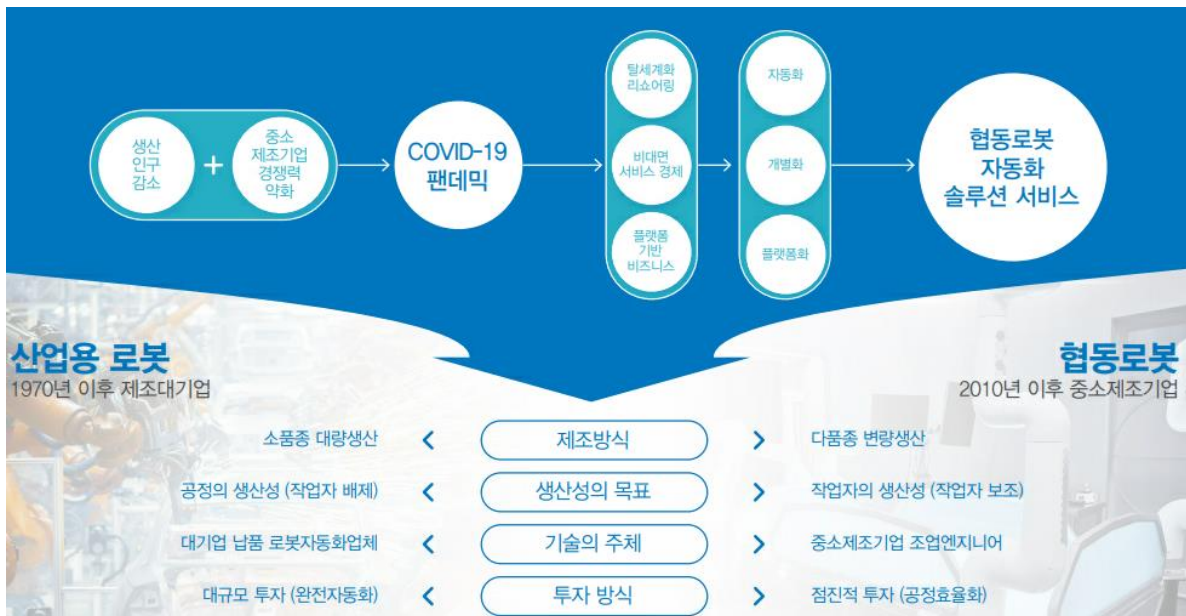 생산
인구
감소
+
중소
제조기업
경쟁력
약화
COVID-19
팬데믹
탈세계화
리쇼어링
비대면
서비스 경제
플랫폼
기반
비즈니스
자동화
개별화
플랫폼화
협동로봇
자동화
솔루션 서비스
산업용 로봇
1970년 이후 제조대기업
협동로봇
2010년 이후 중소제조기업
소품종 대량생산 < 제조방식 > 다품종 변량생산
공정의 생산성 (작업자 배제) < 생산성의 목표 > 작업자의 생산성 (작업자 보조)
대기업 납품 로봇자동화업체 < 기술의 주체 > 중소제조기업 조업엔지니어
대규모 투자 (완전자동화) < 투자 방식 > 점진적 투자 (공정효율화)